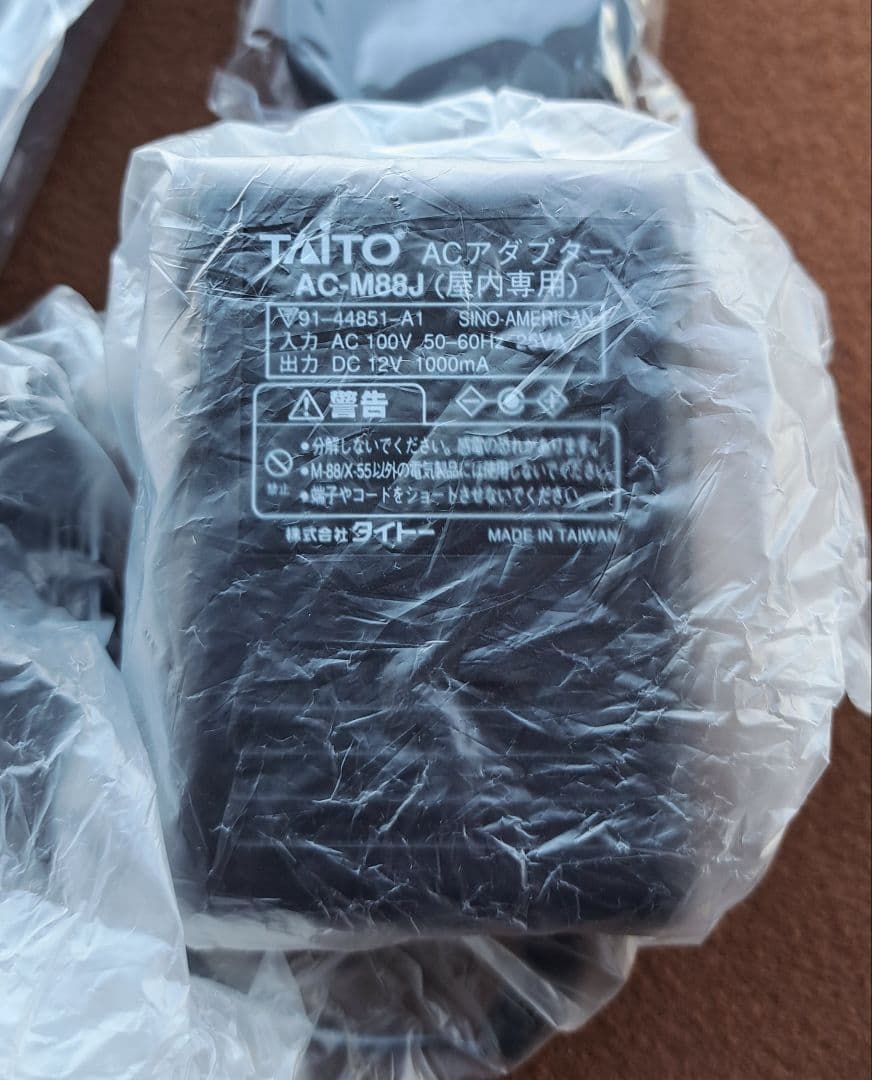 TAITO® ACアダプター
AC-M88J (屋内専用)
▽91-44851-A1 SINO-AMERICAN
入力 AC 100V 50-60Hz 25VA
出力 DC 12V 1000mA
⚠警告
禁止
•分解しないでください。感電の恐れがあります。
•M-88/X-55以外の電気製品には使用しないでください。
•端子やコードをショートさせないでください。
株式会社タイトー MADE IN TAIWAN